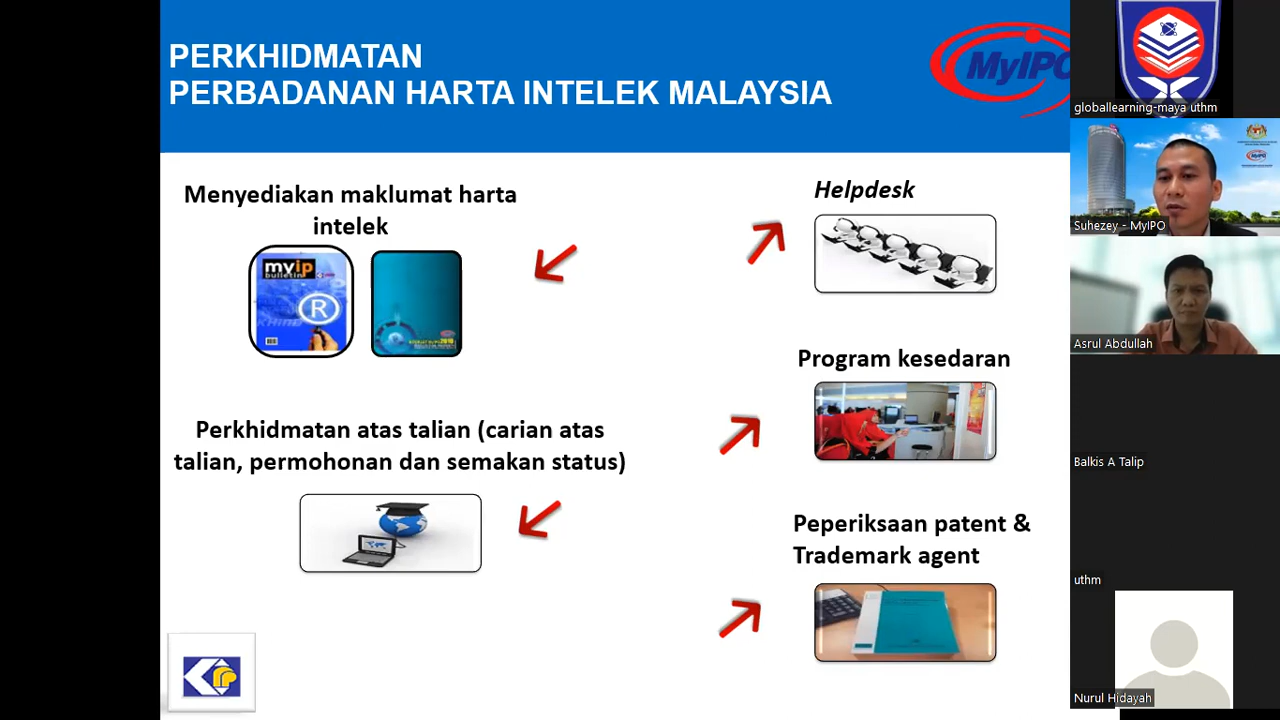 PERKHIDMATAN
PERBADANAN HARTA INTELEK MALAYSIA
MyIPO
Menyediakan maklumat harta
intelek
myip
bulletin
Perkhidmatan atas talian (carian atas
talian, permohonan dan semakan status)
Helpdesk
Program kesedaran
Peperiksaan patent &
Trademark agent
globallearning-maya uthm
MyIPO
Suhezey - MyIPO
Asrul Abdullah
Balkis A Talip
uthm
Nurul Hidayah